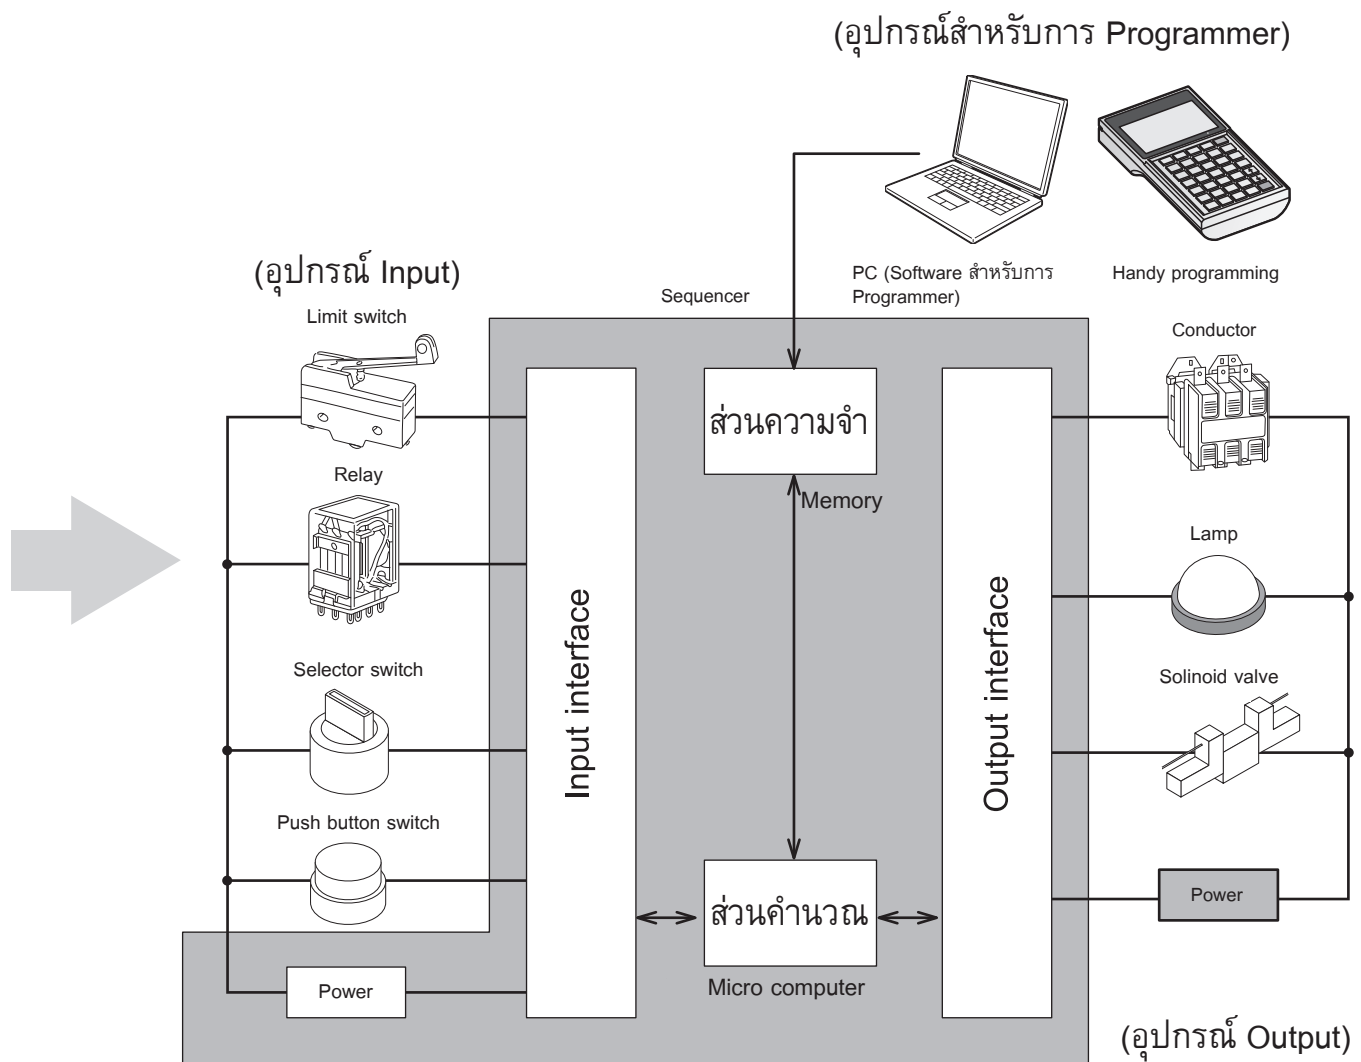 (อุปกรณ์สำหรับการ Programmer)
PC (Software สำหรับการ
Programmer)
Handy programming
(อุปกรณ์ Input)
Sequencer
Limit switch
Conductor
ส่วนความจำ
Relay
Memory
Lamp
Input interface
Output interface
Selector switch
Solinoid valve
Push button switch
ส่วนคำนวณ
Power
Micro computer
Power
(อุปกรณ์ Output)